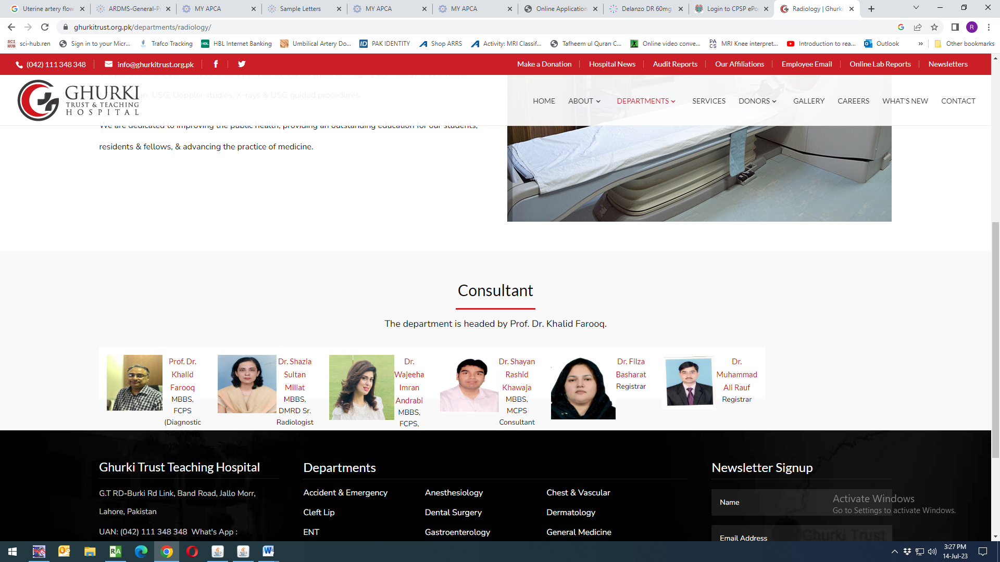 Uterine artery flow
ARDMS-General-P
MY APCA
Sample Letters
MY APCA
MY APCA
Online Application
Delanzo DR 60mg
Login to CPSP ePo
Radiology | Ghurki
ghurkitrust.org.pk/departments/radiology/
R
sci-hub.ren
Sign in to your Micr...
Trafco Tracking
HBL Internet Banking
Umbilical Artery Do...
PAK IDENTITY
Shop ARRS
Activity: MRI Classif...
Tafheem ul Quran C...
Online video conve...
MRI Knee interpret...
Introduction to rea...
Outlook
»
Other bookmarks
(042) 111 348 348
info@ghurkitrust.org.pk
Make a Donation
Hospital News
Audit Reports
Our Affiliations
Employee Email
Online Lab Reports
Newsletters
GHURKI
TRUST & TEACHING
HOSPITAL
HOME
ABOUT
DEPARTMENTS
SERVICES
DONORS
GALLERY
CAREERS
WHAT'S NEW
CONTACT
an, USG, Doppler studies, X-rays & USG guided procedures.
We are dedicated to improving the public health, providing an outstanding education for our students,
residents & fellows, & advancing the practice of medicine.
Consultant
The department is headed by Prof. Dr. Khalid Farooq.
Prof. Dr.
Khalid
Farooq
MBBS,
FCPS
(Diagnostic
Dr. Shazia
Sultan
Millat
MBBS,
DMRD Sr.
Radiologist
Dr.
Wajeeha
Imran
Andrabi
MBBS,
FCPS,
Dr. Shayan
Rashid
Khawaja
MBBS,
MCPS
Consultant
Dr. Filza
Basharat
Registrar
Dr.
Muhammad
Ali Rauf
Registrar
Ghurki Trust Teaching Hospital
G.T RD-Burki Rd Link, Band Road, Jallo Morr,
Lahore, Pakistan
UAN: (042) 111 348 348  What's App :
Departments
Accident & Emergency
Anesthesiology
Chest & Vascular
Cleft Lip
Dental Surgery
Dermatology
ENT
Gastroenterology
General Medicine
Newsletter Signup
Name
Email Address
Ghurki Trust
Activate Windows
Go to Settings to activate Windows.
3:27 PM
14-Jul-23